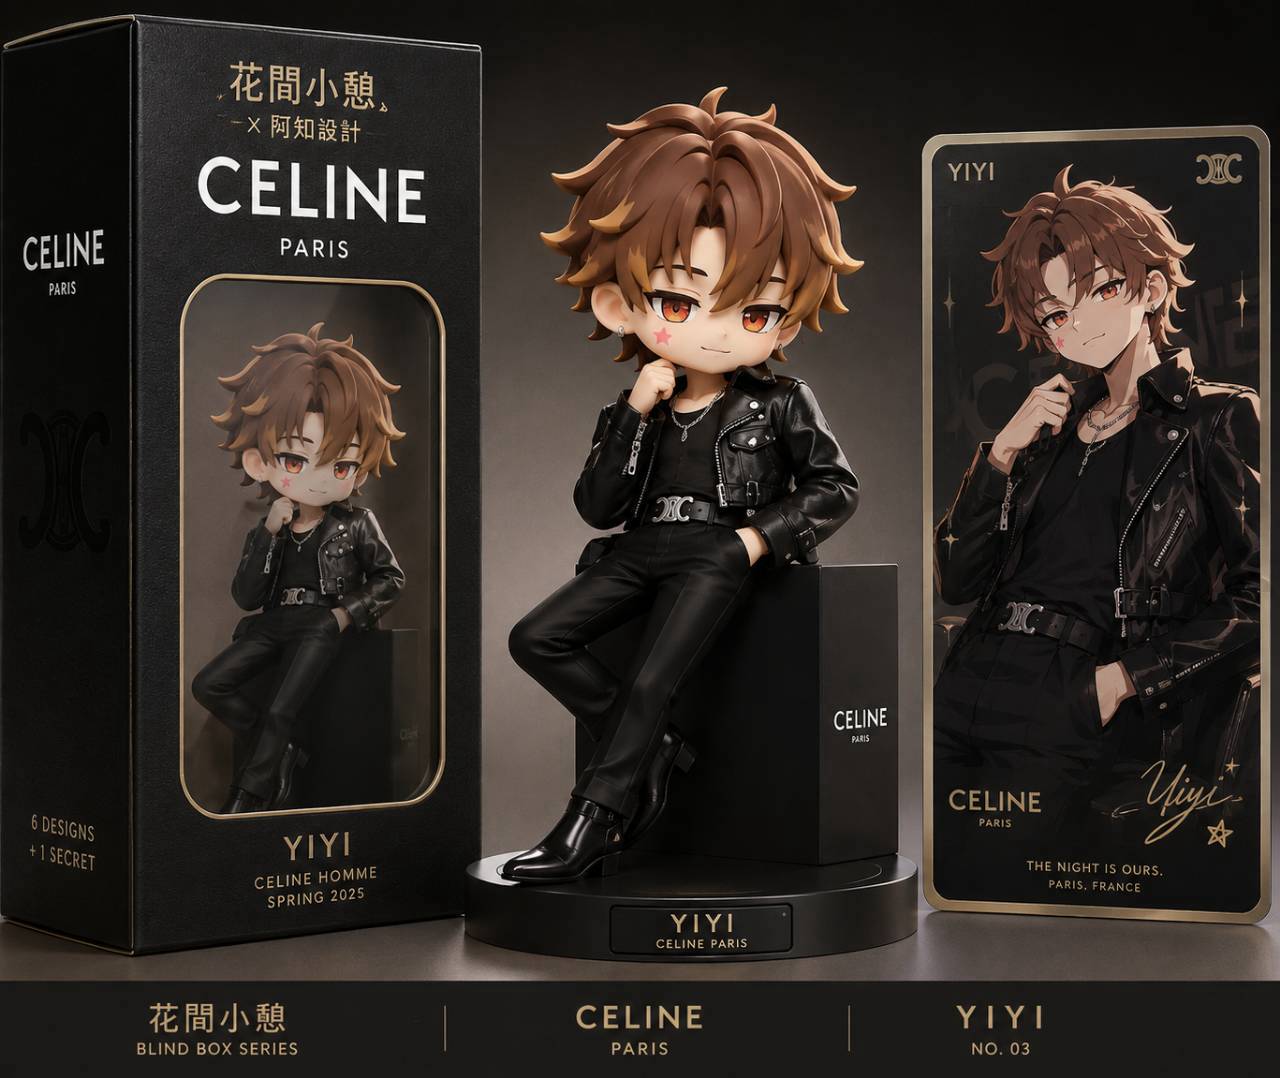 花間小憩
× 阿知設計
CELINE
PARIS
CELINE
PARIS
6 DESIGNS
+ 1 SECRET
YIYI
CELINE HOMME
SPRING 2025
CELINE
PARIS
YIYI
CELINE PARIS
YIYI
CELINE
PARIS
Yiyi
THE NIGHT IS OURS.
PARIS, FRANCE
花間小憩
BLIND BOX SERIES
CELINE
PARIS
YIYI
NO. 03